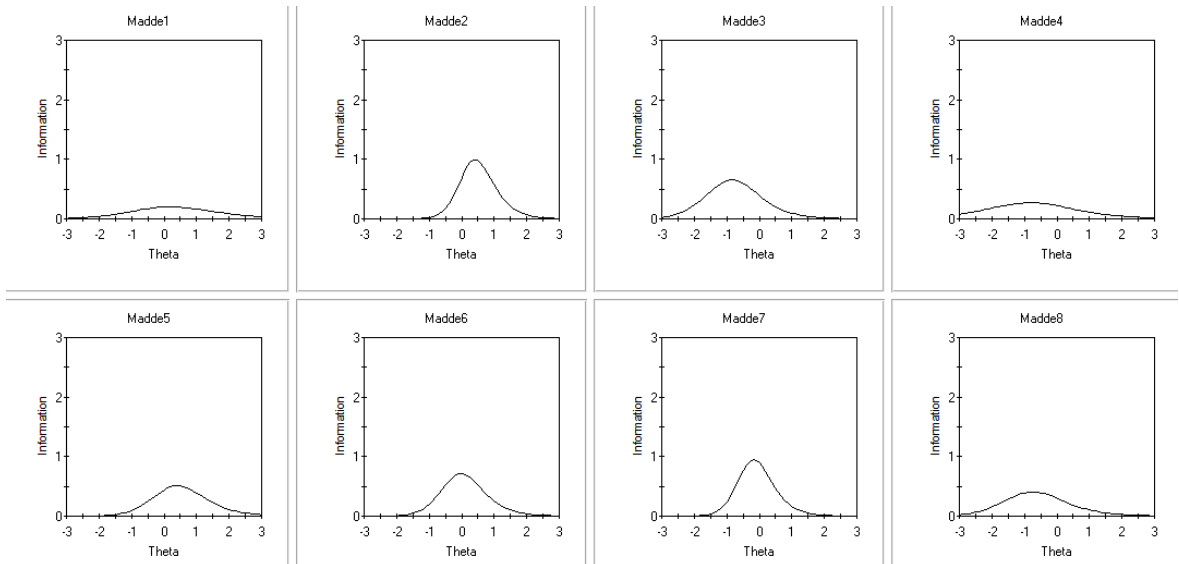 Madde1
3
2
1
0
-3 -2 -1 0 1 2 3
Information
Theta
Madde2
3
2
1
0
-3 -2 -1 0 1 2 3
Information
Theta
Madde3
3
2
1
0
-3 -2 -1 0 1 2 3
Information
Theta
Madde4
3
2
1
0
-3 -2 -1 0 1 2 3
Information
Theta
Madde5
3
2
1
0
-3 -2 -1 0 1 2 3
Information
Theta
Madde6
3
2
1
0
-3 -2 -1 0 1 2 3
Information
Theta
Madde7
3
2
1
0
-3 -2 -1 0 1 2 3
Information
Theta
Madde8
3
2
1
0
-3 -2 -1 0 1 2 3
Information
Theta